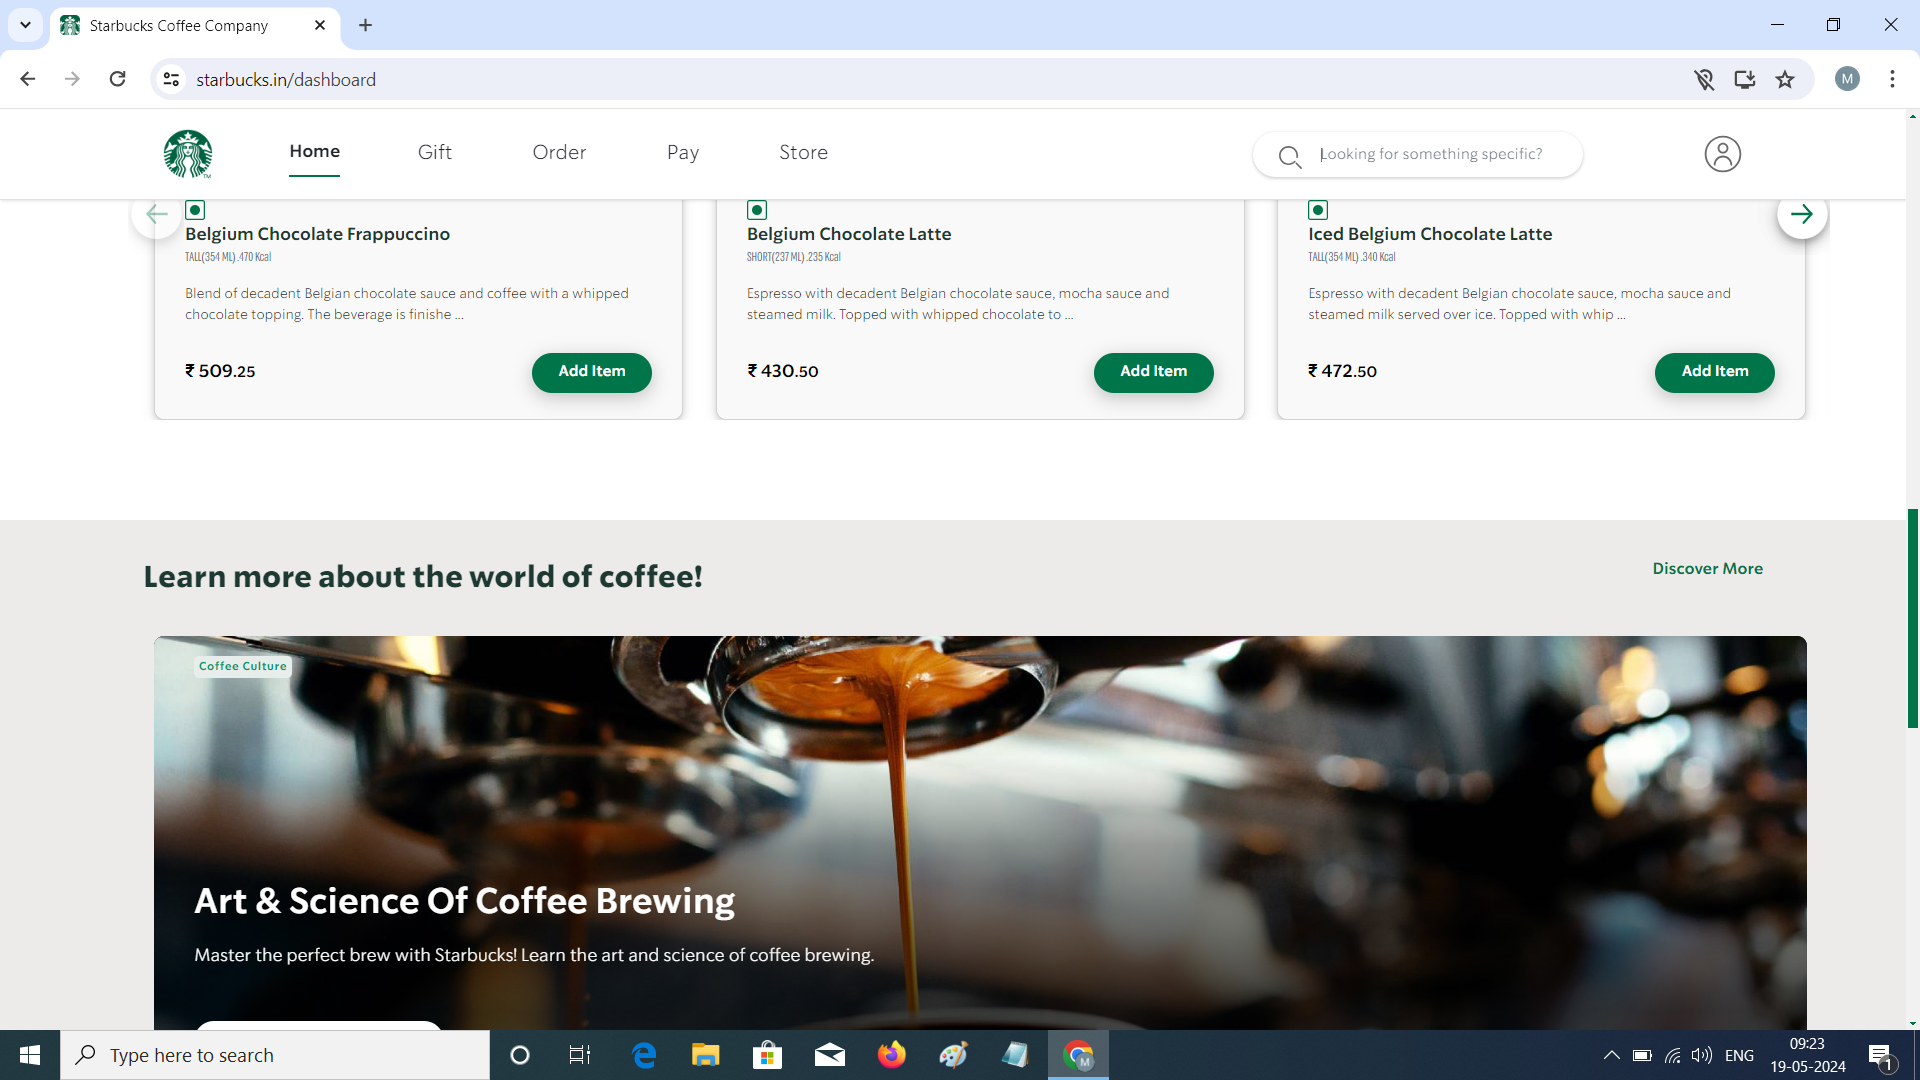 Starbucks Coffee Company
starbucks.in/dashboard
M
Home
Gift
Order
Pay
Store
Looking for something specific?
Belgium Chocolate Frappuccino
TALL(354 ML) .470 Kcal
Blend of decadent Belgian chocolate sauce and coffee with a whipped
chocolate topping. The beverage is finishe ...
₹ 509.25
Add Item
Belgium Chocolate Latte
SHORT(237 ML) .235 Kcal
Espresso with decadent Belgian chocolate sauce, mocha sauce and
steamed milk. Topped with whipped chocolate to ...
₹ 430.50
Add Item
Iced Belgium Chocolate Latte
TALL(354 ML) .340 Kcal
Espresso with decadent Belgian chocolate sauce, mocha sauce and
steamed milk served over ice. Topped with whip ...
₹ 472.50
Add Item
Learn more about the world of coffee!
Discover More
Coffee Culture
Art & Science Of Coffee Brewing
Master the perfect brew with Starbucks! Learn the art and science of coffee brewing.
Type here to search
M
ENG
09:23
19-05-2024
1